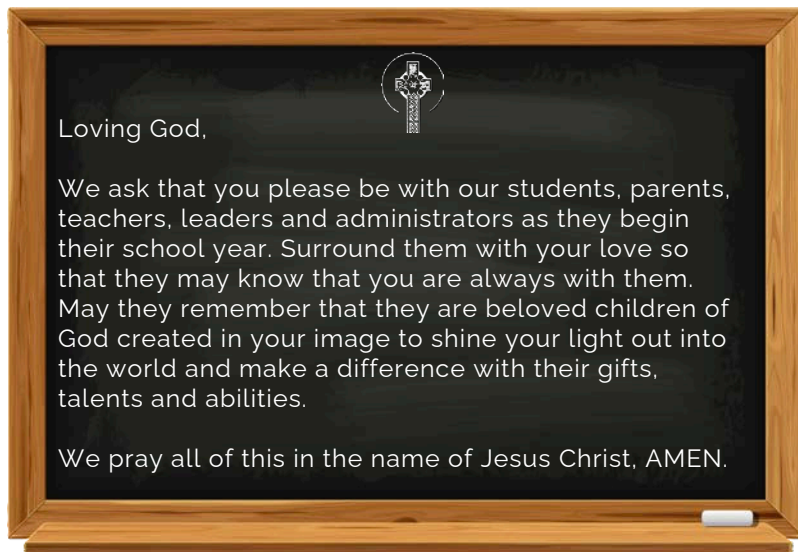 Loving God,
We ask that you please be with our students, parents,
teachers, leaders and administrators as they begin
their school year. Surround them with your love so
that they may know that you are always with them.
May they remember that they are beloved children of
God created in your image to shine your light out into
the world and make a difference with their gifts,
talents and abilities.
We pray all of this in the name of Jesus Christ, AMEN.